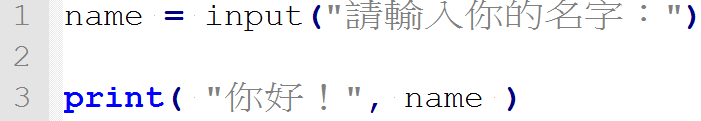 1 name = input("請輸入你的名字：")
2
3 print( "你好！", name )